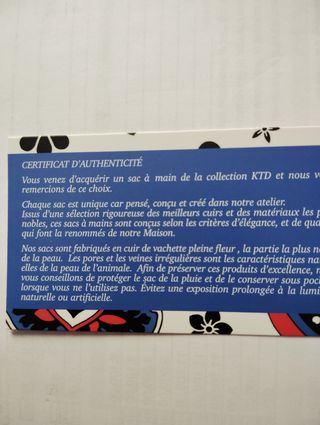 CERTIFICAT D'AUTHENTICITÉ
Vous venez d'acquérir un sac à main de la collection KTD et nous
remercions de ce choix.
Chaque sac est unique car pensé, conçu et créé dans notre atelier.
Issus d'une sélection rigoureuse des meilleurs cuirs et des matériaux les
nobles, ces sacs à mains sont conçus selon les critères d'élégance, et de
qui font la renommés de notre Maison.
Nos sacs sont fabriqués en cuir de vachette pleine fleur , la partie la plus
de la peau. Les pores et les veines irrégulières sont les caractéristiques
elles de la peau de l'animale. Afin de préserver ces produits d'excellence,
vous conseillons de protéger le sac de la pluie et de le conserver sous
lorsque vous ne l'utilisez pas. Évitez une exposition prolongée à la
naturelle ou artificielle.